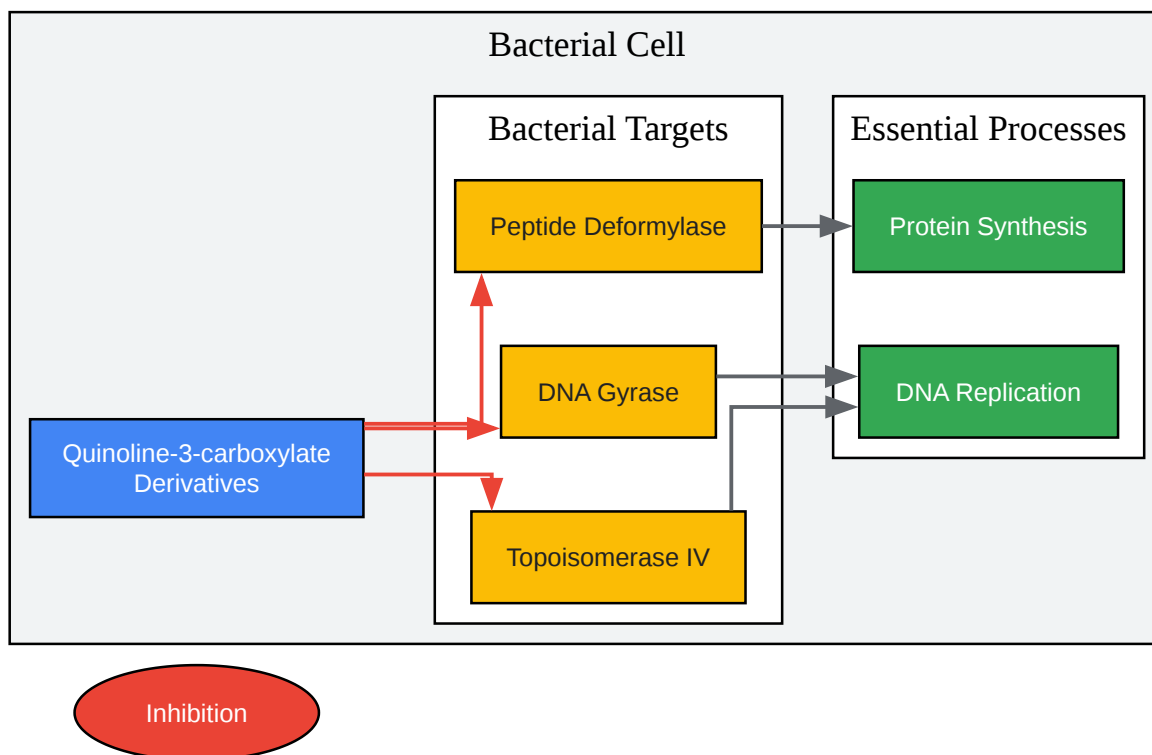 Bacterial Cell
Bacterial Targets
Essential Processes
Peptide Deformylase
Protein Synthesis
DNA Gyrase
DNA Replication
Quinoline-3-carboxylate
Derivatives
Topoisomerase IV
Inhibition